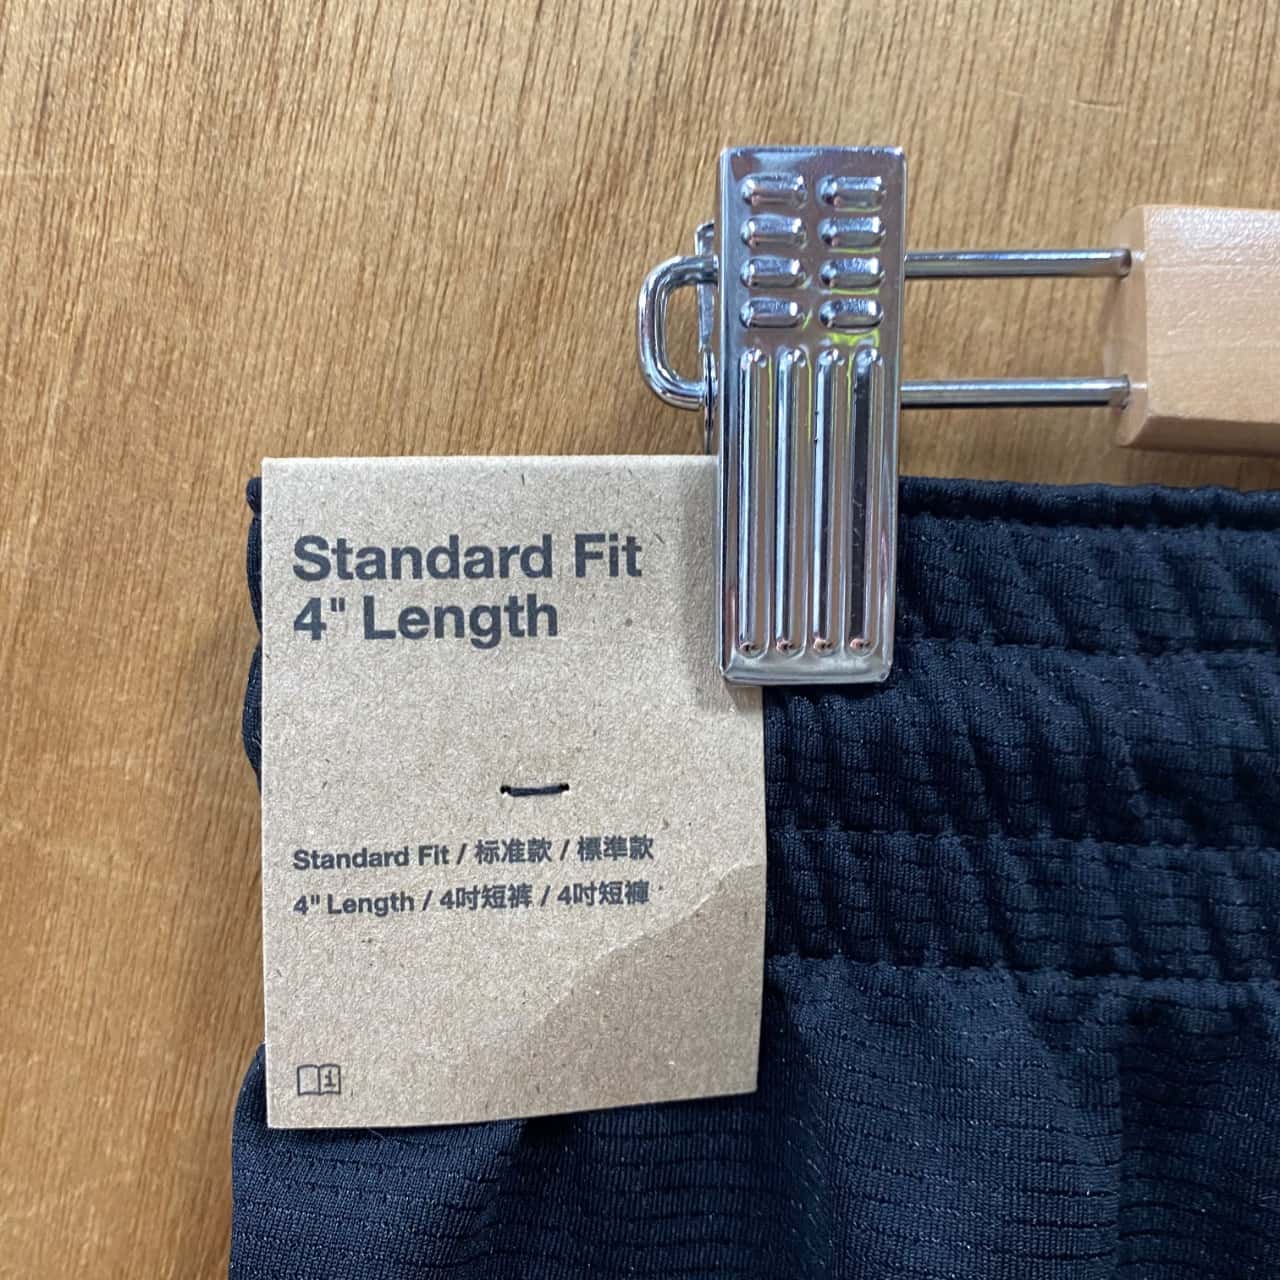 Standard Fit
4" Length
Standard Fit / 标准款 / 標準款
4" Length / 4吋短裤 / 4吋短褲
i